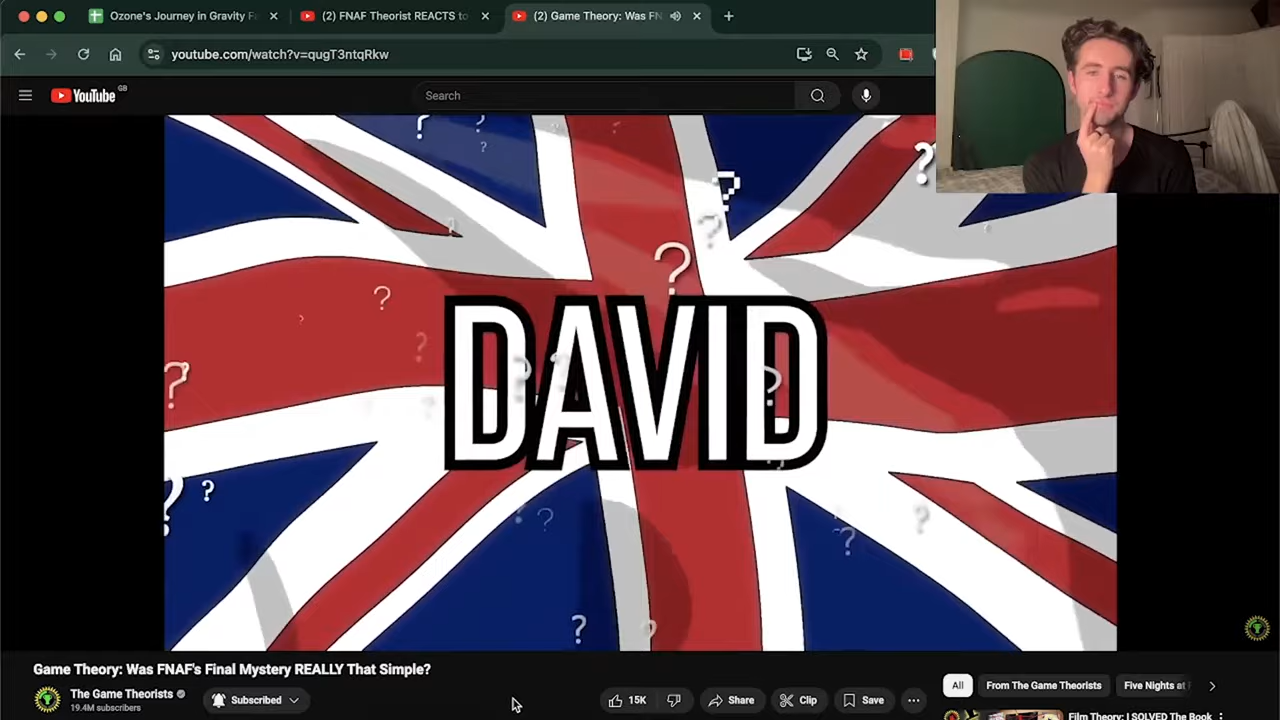 Ozone's Journey in Gravity Fa
(2) FNAF Theorist REACTS to
(2) Game Theory: Was FN
youtube.com/watch?v=qugT3ntqRkw
YouTube GB
Search
DAVID
Game Theory: Was FNAF's Final Mystery REALLY That Simple?
The Game Theorists
19.4M subscribers
Subscribed
15K
Share
Clip
Save
All
From The Game Theorists
Five Nights at F
Film Theory: I SOLVED The Book